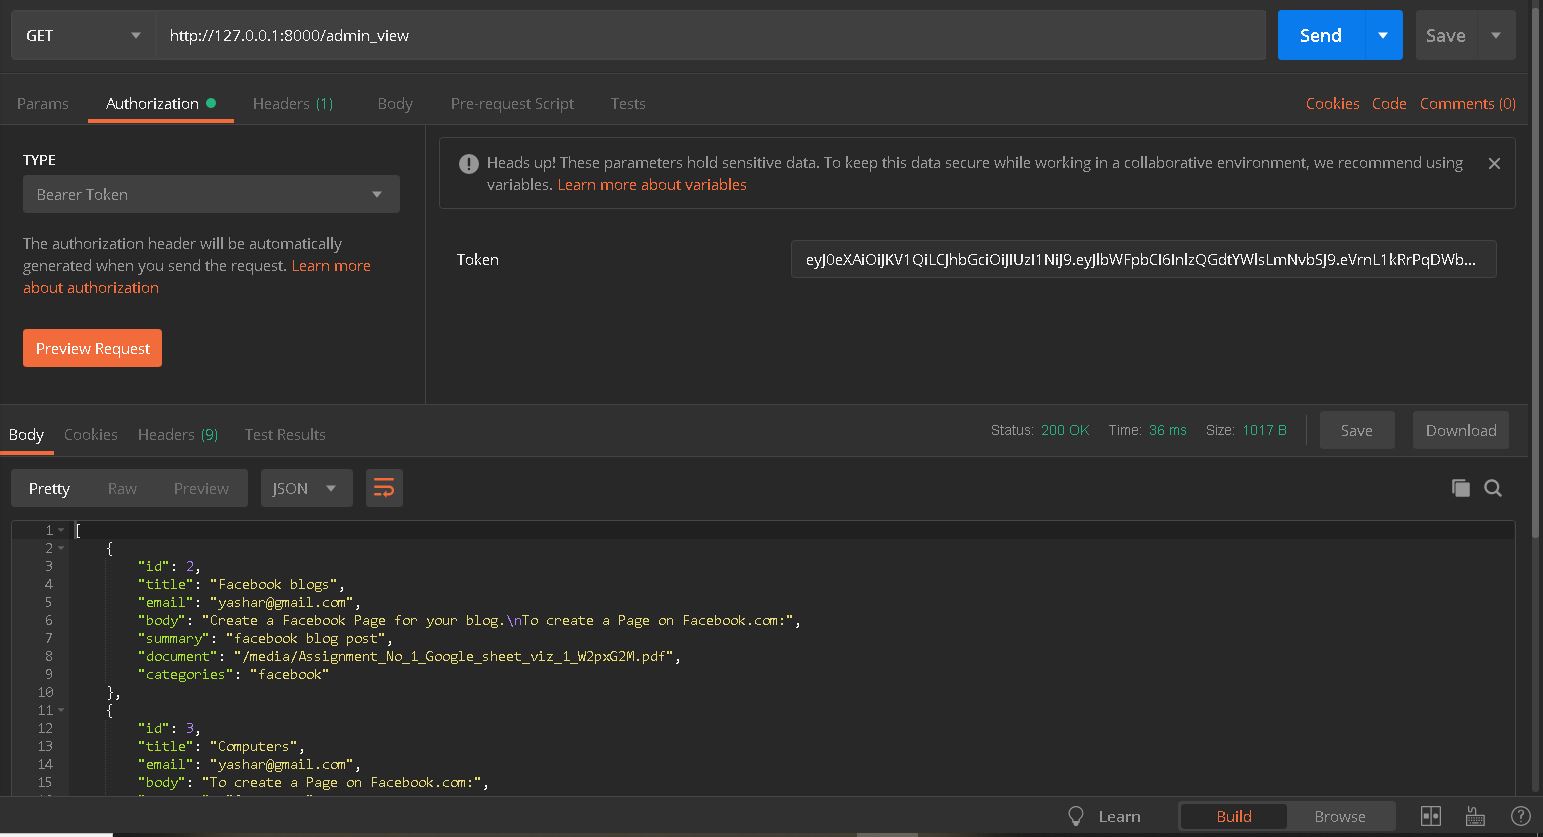 GET http://127.0.0.1:8000/admin_view Send Save
Params Authorization Headers (1) Body Pre-request Script Tests Cookies Code Comments (0)
TYPE
Bearer Token
The authorization header will be automatically
generated when you send the request. Learn more
about authorization
Preview Request
Heads up! These parameters hold sensitive data. To keep this data secure while working in a collaborative environment, we recommend using
variables. Learn more about variables
Token eyJ0eXAiOiJKV1QiLCJhbGciOiJIUzI1NiJ9.eyJlbWFpbCI6InlzQGdtYWlsLmNvbSJ9.eVrnL1kRrPqDWb...
Body Cookies Headers (9) Test Results Status: 200 OK Time: 36 ms Size: 1017 B Save Download
Pretty Raw Preview JSON
1 [
2 {
3 "id": 2,
4 "title": "Facebook blogs",
5 "email": "yashar@gmail.com",
6 "body": "Create a Facebook Page for your blog.\nTo create a Page on Facebook.com:",
7 "summary": "facebook blog post",
8 "document": "/media/Assignment_No_1_Google_sheet_viz_1_W2pxG2M.pdf",
9 "categories": "facebook"
10 },
11 {
12 "id": 3,
13 "title": "Computers",
14 "email": "yashar@gmail.com",
15 "body": "To create a Page on Facebook.com:",
Learn Build Browse